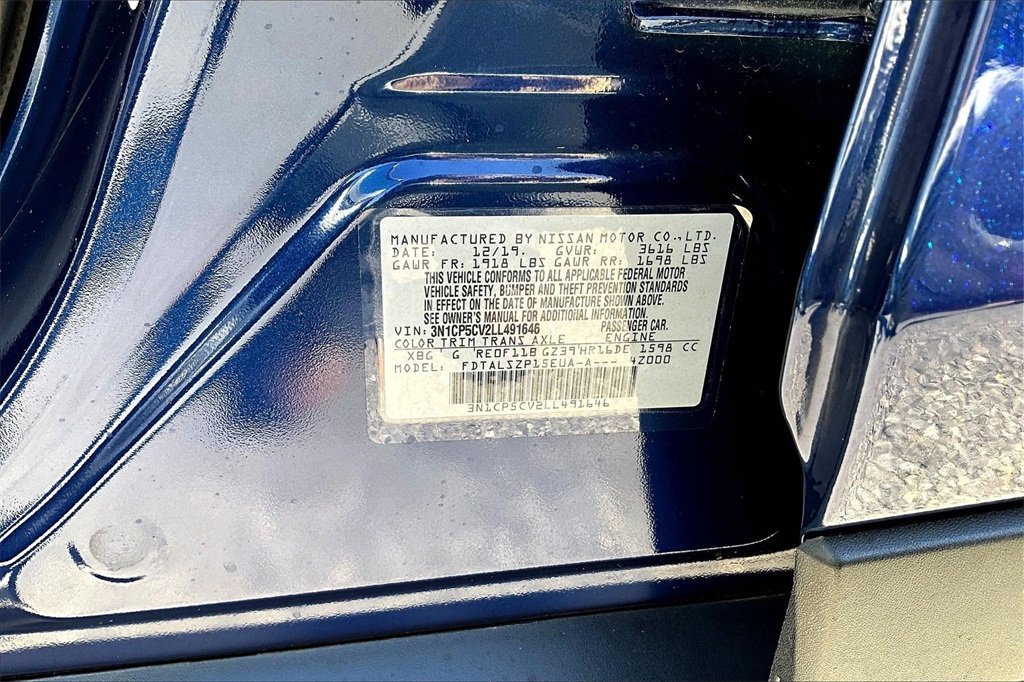 MANUFACTURED BY NISSAN MOTOR CO.,LTD.
DATE: 12/19. GVWR: 3616 LBS
GAWR FR: 1918 LBS GAWR RR: 1698 LBS
THIS VEHICLE CONFORMS TO ALL APPLICABLE FEDERAL MOTOR
VEHICLE SAFETY, BUMPER AND THEFT PREVENTION STANDARDS
IN EFFECT ON THE DATE OF MANUFACTURE SHOWN ABOVE.
SEE OWNER'S MANUAL FOR ADDITIONAL INFORMATION.
VIN: 3N1CP5CV2LL491646 PASSENGER CAR.
COLOR TRIM TRANS AXLE ENGINE
XBG G RE0F11B GZ39 HR16DE 1598 CC
MODEL: FDTALSZP15EUA-A--- 4Z000
3N1CP5CV2LL491646